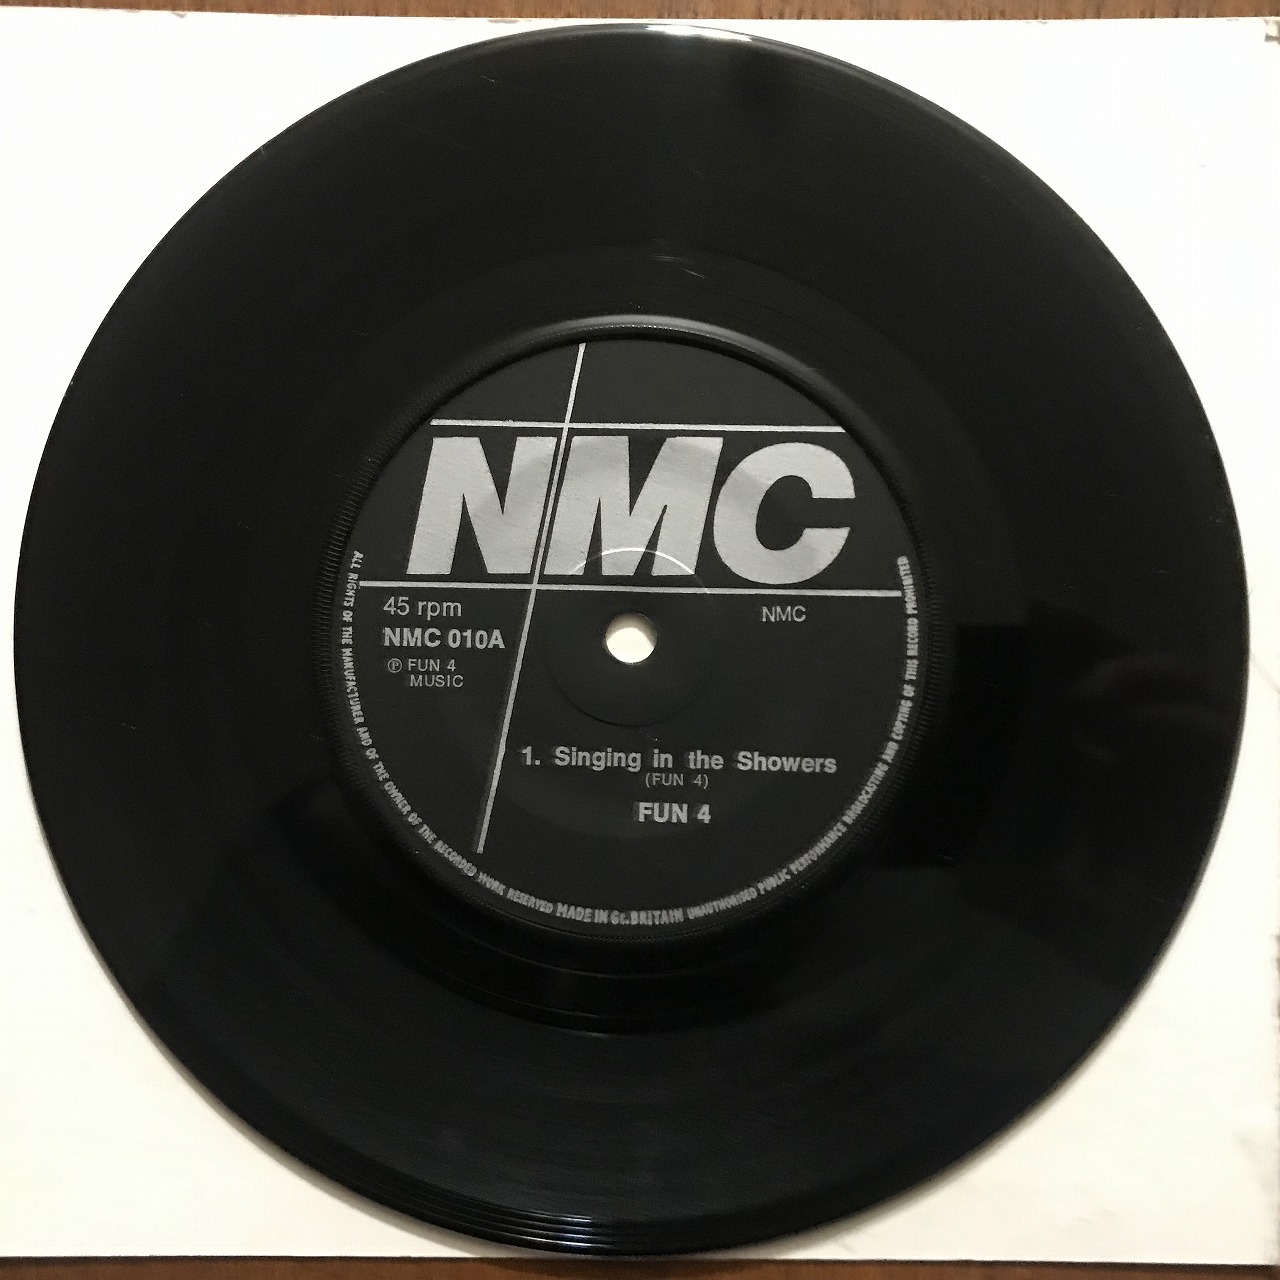 NMC
45 rpm
NMC
NMC 010A
℗ FUN 4
MUSIC
1. Singing in the Showers
(FUN 4)
FUN 4
ALL RIGHTS OF THE MANUFACTURER AND OF THE OWNER OF THE RECORDED WORK RESERVED MADE IN Gt. BRITAIN UNAUTHORISED PUBLIC PERFORMANCE BROADCASTING AND COPYING OF THIS RECORD PROHIBITED